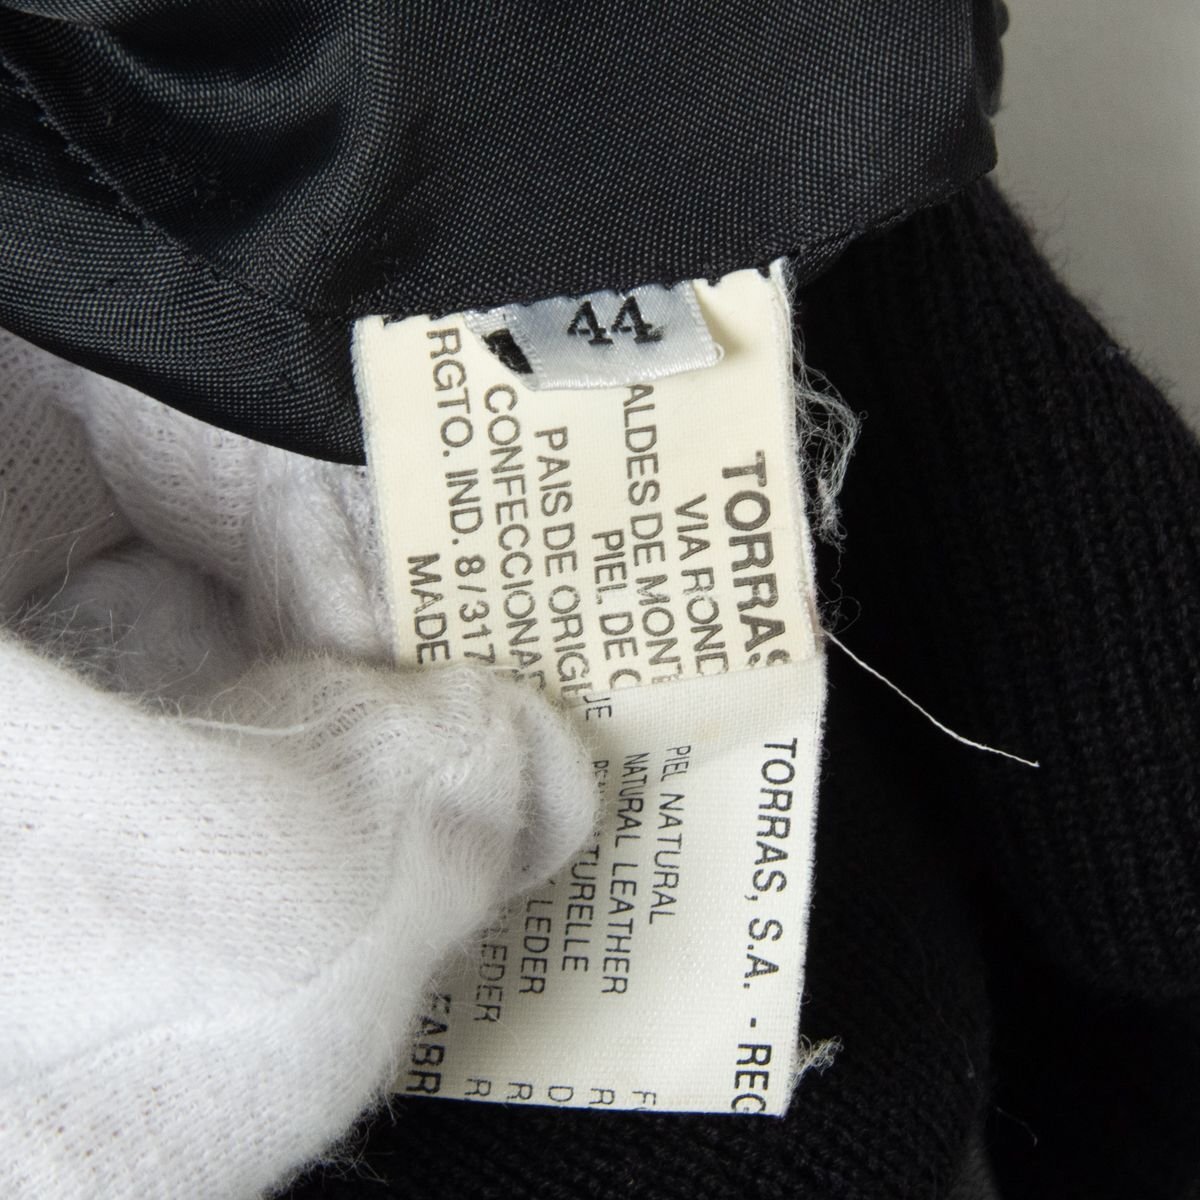 44
TORRAS
VIA ROND
ALDES DE MONT
PIEL DE
PAIS DE ORIGE
CONFECCIONAD
RGTO. IND. 8/317
MADE
TORRAS, S.A. - REG
PIEL NATURAL
NATURAL LEATHER
TURELLE
LEDER
EDER
FABR